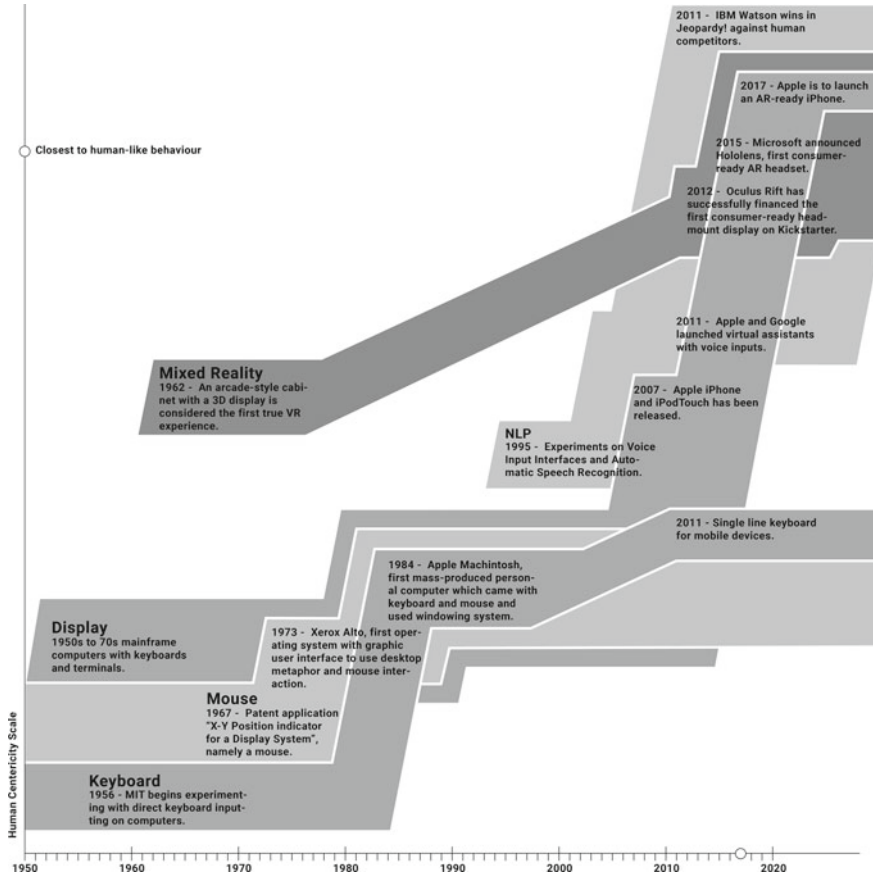 2011 - IBM Watson wins in
Jeopardy! against human
competitors.
2017 - Apple is to launch
an AR-ready iPhone.
Closest to human-like behaviour
2015 - Microsoft announced
Hololens, first consumer-
ready AR headset.
2012 - Oculus Rift has
successfully financed the
first consumer-ready head-
mount display on Kickstarter.
2011 - Apple and Google
launched virtual assistants
with voice inputs.
Mixed Reality
1962 - An arcade-style cabi-
net with a 3D display is
considered the first true VR
experience.
2007 - Apple iPhone
and iPodTouch has been
released.
NLP
1995 - Experiments on Voice
Input Interfaces and Auto-
matic Speech Recognition.
2011 - Single line keyboard
for mobile devices.
1984 - Apple Machintosh,
first mass-produced person-
al computer which came with
keyboard and mouse and
used windowing system.
Display
1950s to 70s mainframe
computers with keyboards
and terminals.
1973 - Xerox Alto, first oper-
ating system with graphic
user interface to use desktop
metaphor and mouse inter-
action.
Mouse
1967 - Patent application
"X-Y Position indicator
for a Display System",
namely a mouse.
Keyboard
1956 - MIT begins experiment-
ing with direct keyboard input-
ting on computers.
Human Centericity Scale
1950 1960 1970 1980 1990 2000 2010 2020